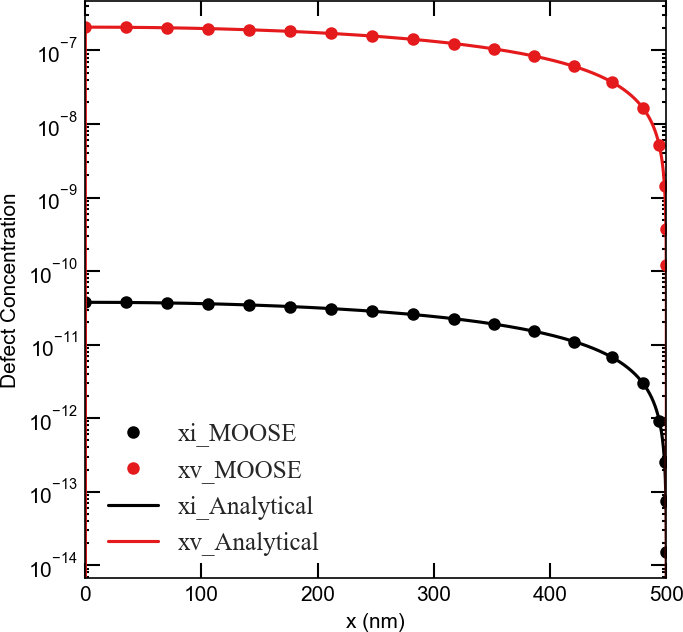 Defect Concentration
10⁻⁷
10⁻⁸
10⁻⁹
10⁻¹⁰
10⁻¹¹
10⁻¹²
10⁻¹³
10⁻¹⁴
xi_MOOSE
xv_MOOSE
xi_Analytical
xv_Analytical
0 100 200 300 400 500
x (nm)